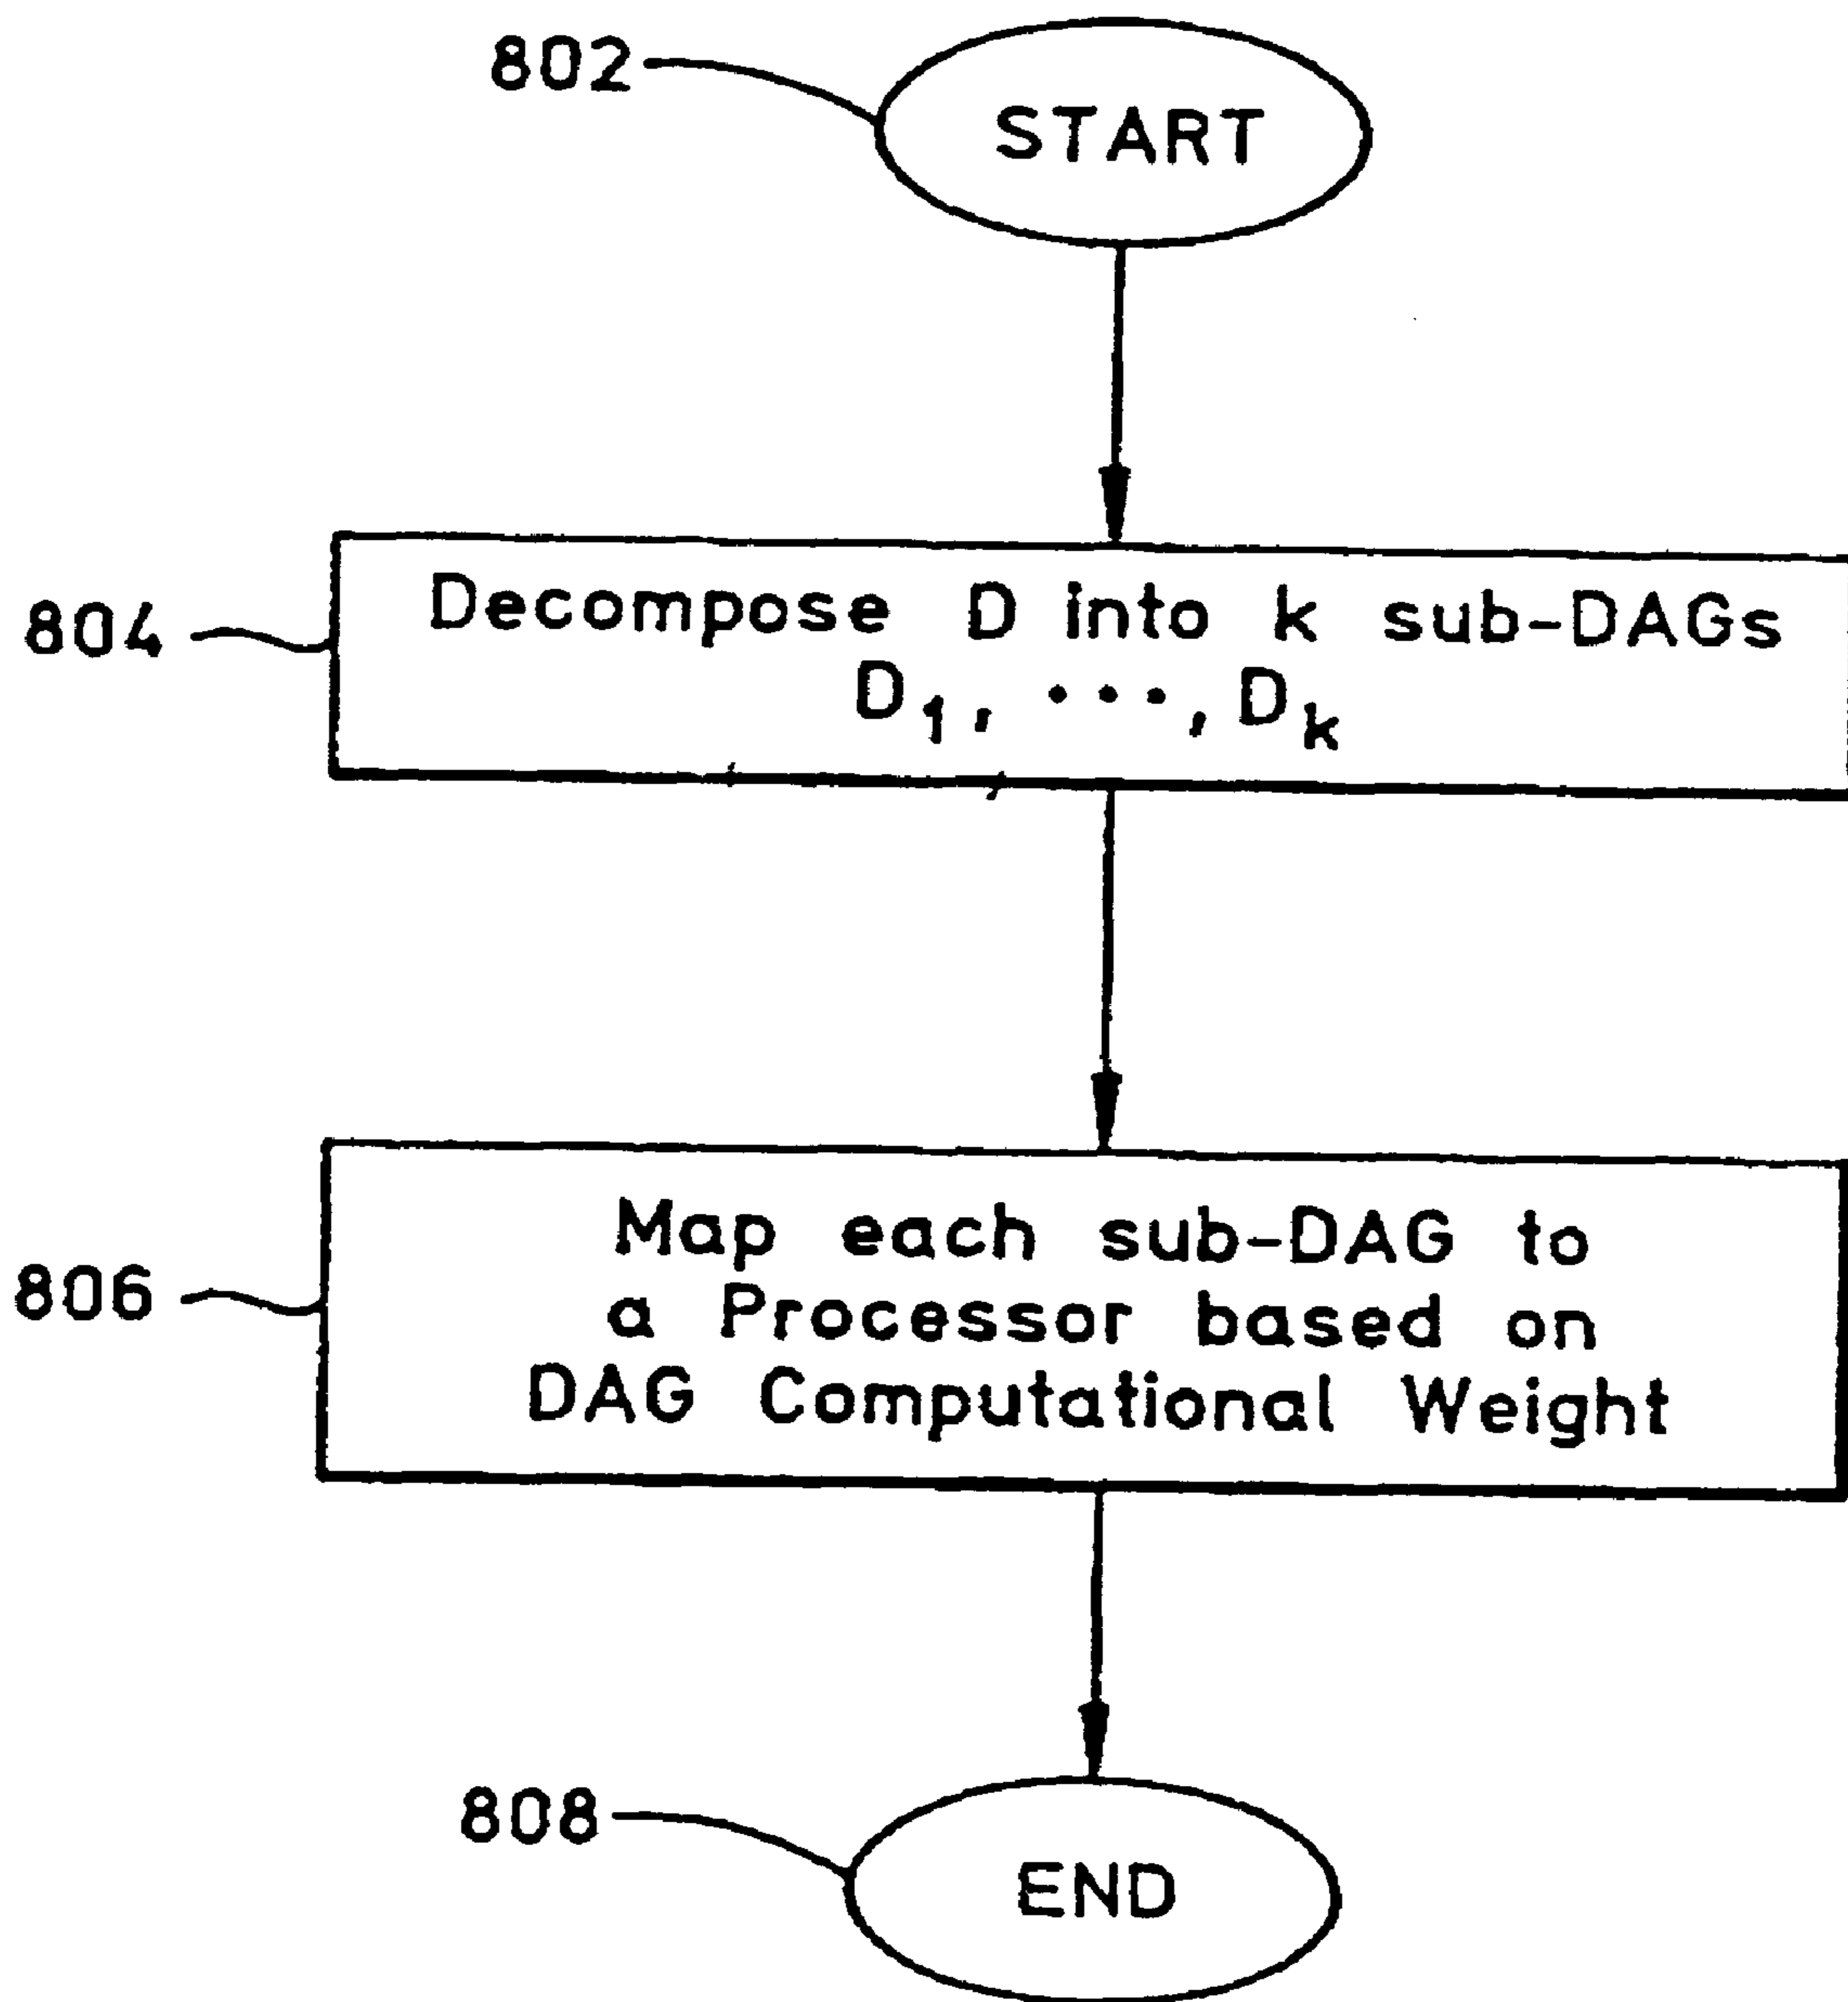 802
START
804
Decompose D into k sub-DAGs
D₁, ···, Dₖ
806
Map each sub-DAG to
a Processor based on
DAG Computational Weight
808
END